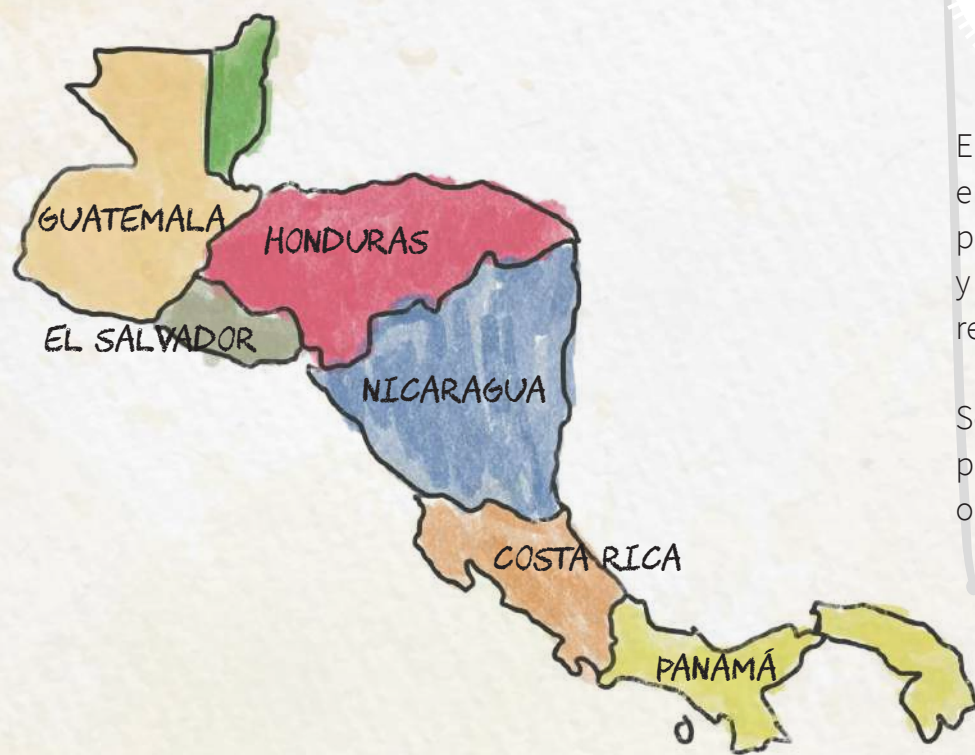 GUATEMALA
HONDURAS
EL SALVADOR
NICARAGUA
COSTA RICA
PANAMÁ
y